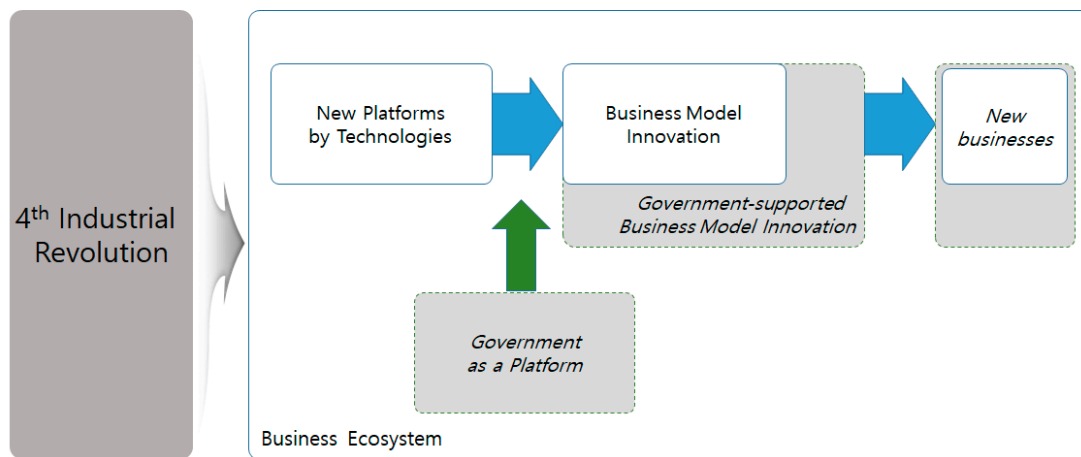 4th Industrial
Revolution
New Platforms
by Technologies
Business Model
Innovation
New
businesses
Government-supported
Business Model Innovation
Government
as a Platform
Business Ecosystem